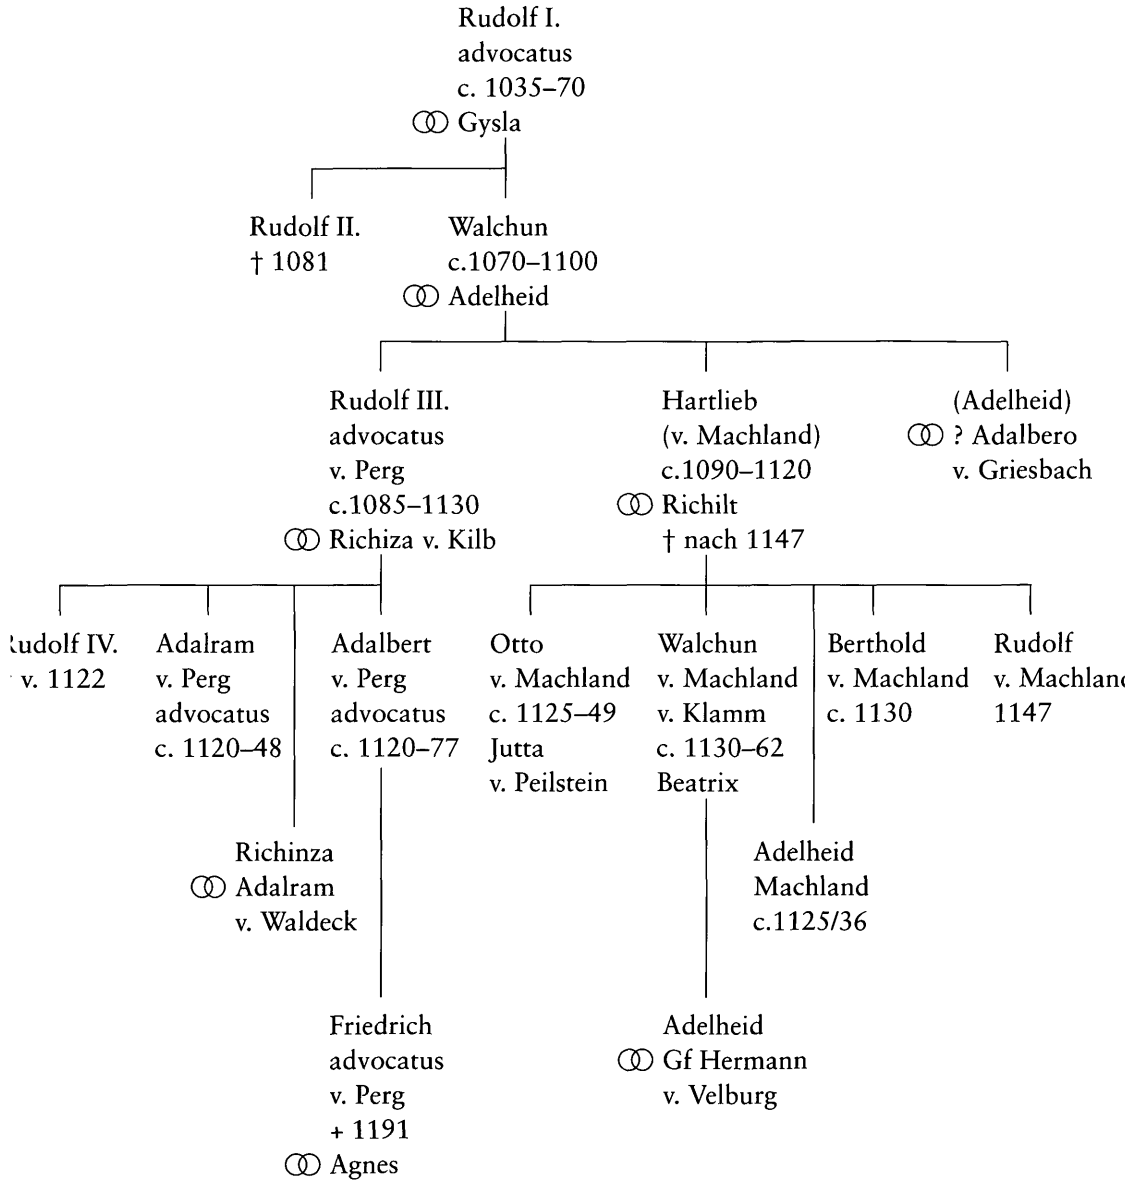 Rudolf I.
advocatus
c. 1035–70
Gysla
Rudolf II.
† 1081
Walchun
c.1070–1100
Adelheid
Rudolf III.
advocatus
v. Perg
c.1085–1130
Richiza v. Kilb
Hartlieb
(v. Machland)
c.1090–1120
Richilt
† nach 1147
(Adelheid)
? Adalbero
v. Griesbach
IV.
v. 1122
Adalram
v. Perg
advocatus
c. 1120–48
Richinza
Adalram
v. Waldeck
Adalbert
v. Perg
advocatus
c. 1120–77
Otto
v. Machland
c. 1125–49
Jutta
v. Peilstein
Walchun
v. Machland
v. Klamm
c. 1130–62
Beatrix
Adelheid
Machland
c.1125/36
Berthold
v. Machland
c. 1130
Rudolf
v. Machland
1147
Friedrich
advocatus
v. Perg
+ 1191
Agnes
Adelheid
Gf Hermann
v. Velburg